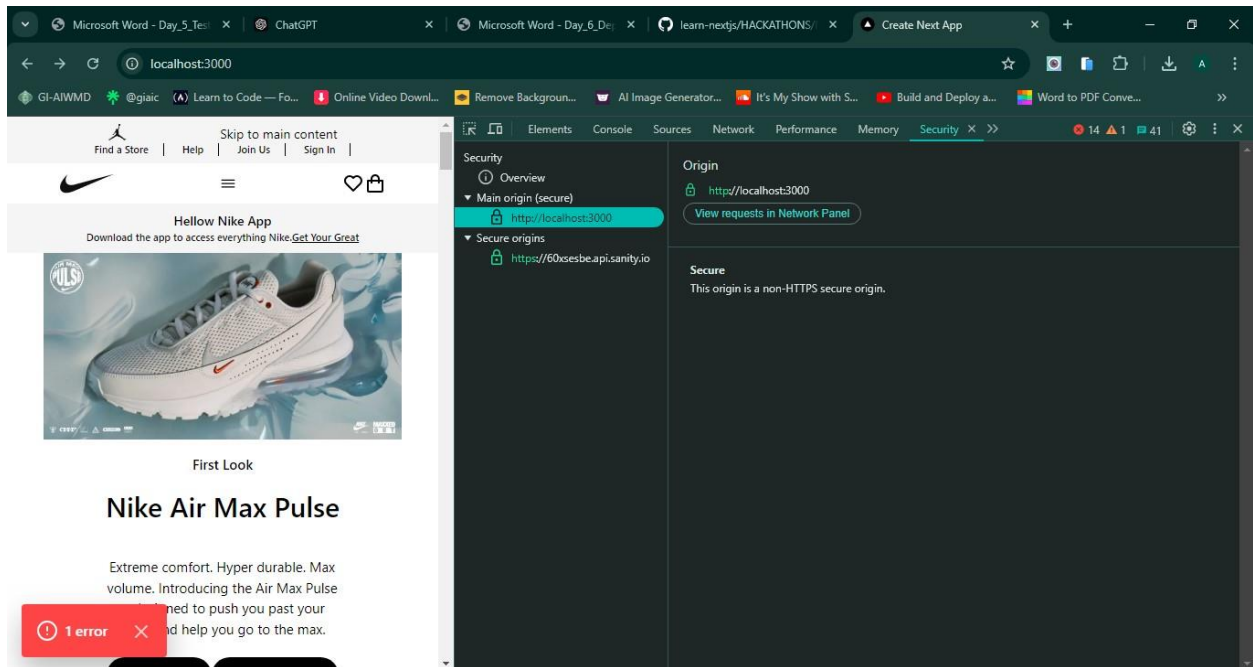 Microsoft Word - Day_5_Tes
ChatGPT
Microsoft Word - Day_6_De
learn-nextjs/HACKATHONS/
Create Next App
localhost:3000
GI-AIWMD
@giaic
Learn to Code — Fo...
Online Video Downl...
Remove Backgroun...
AI Image Generator...
It's My Show with S...
Build and Deploy a...
Word to PDF Conve...
Skip to main content
Find a Store | Help | Join Us | Sign In |
Hellow Nike App
Download the app to access everything Nike.Get Your Great
PULSE
First Look
Nike Air Max Pulse
Extreme comfort. Hyper durable. Max
volume. Introducing the Air Max Pulse
ned to push you past your
nd help you go to the max.
1 error
Elements Console Sources Network Performance Memory Security
14 1 41
Security
Overview
Main origin (secure)
http://localhost:3000
Secure origins
https://60xsesbe.api.sanity.io
Origin
http://localhost:3000
View requests in Network Panel
Secure
This origin is a non-HTTPS secure origin.